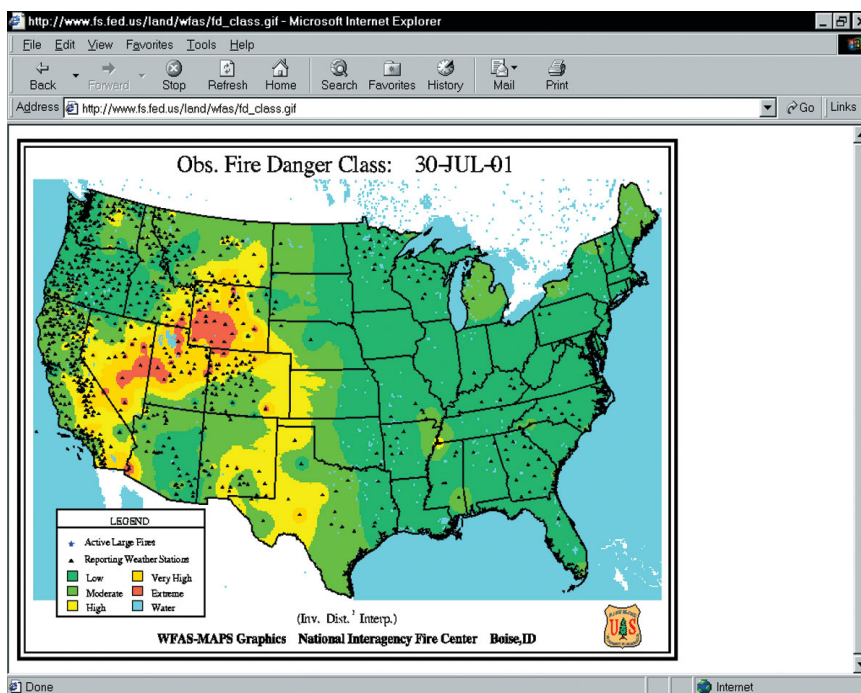 http://www.fs.fed.us/land/wfas/fd_class.gif - Microsoft Internet Explorer
File Edit View Favorites Tools Help
Back Forward Stop Refresh Home Search Favorites History Mail Print
Address http://www.fs.fed.us/land/wfas/fd_class.gif Go Links
Obs. Fire Danger Class: 30-JUL-01
LEGEND
Active Large Fires
Reporting Weather Stations
Low Very High
Moderate Extreme
High Water
(Inv. Dist.² Interp.)
WFAS-MAPS Graphics National Interagency Fire Center Boise,ID
U S
Done Internet